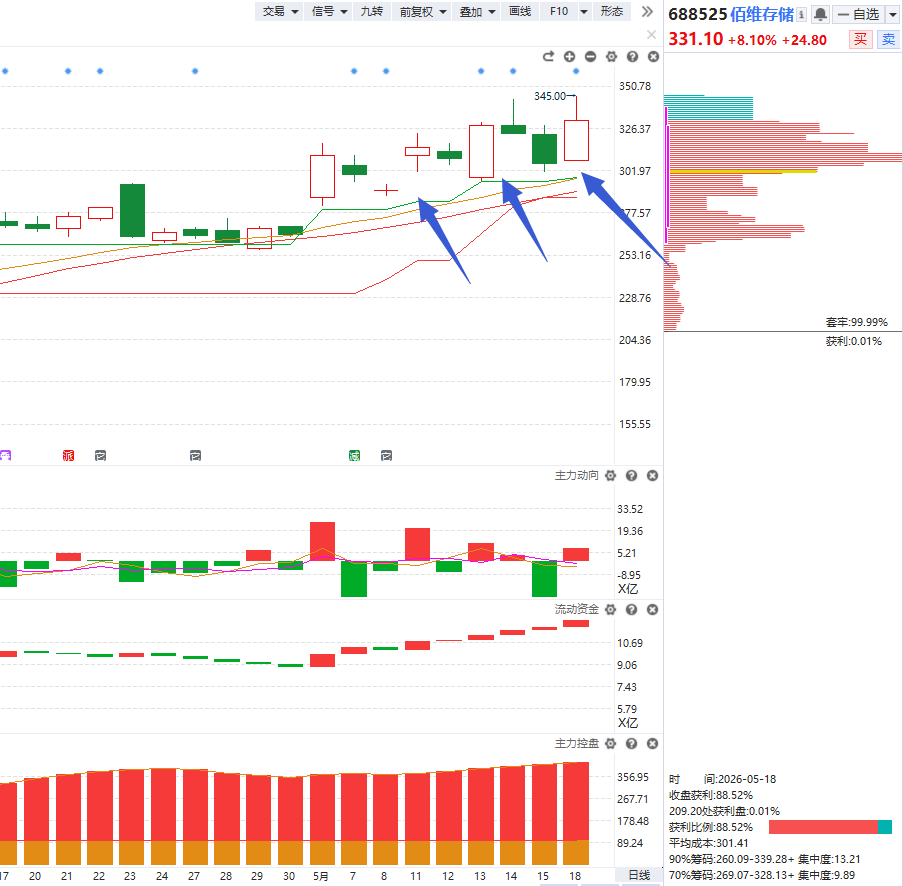 交易 信号 九转 前复权 叠加 画线 F10 形态
688525 佰维存储 自选
331.10 +8.10% +24.80 买 卖
345.00
350.78
326.37
301.97
277.57
253.16
228.76
204.36
179.95
155.55
套牢:99.99%
获利:0.01%
派 减
主力动向
33.52
19.36
5.21
-8.95
X亿
流动资金
10.69
9.06
7.43
5.79
X亿
主力控盘
356.95
267.71
178.48
89.24
17 20 21 22 23 24 27 28 29 30 5月 7 8 11 12 13 14 15 18 日线
时 间:2026-05-18
收盘获利:88.52%
209.20处获利盘:0.01%
获利比例:88.52%
平均成本:301.41
90%筹码:260.09-339.28+ 集中度:13.21
70%筹码:269.07-328.13+ 集中度:9.89